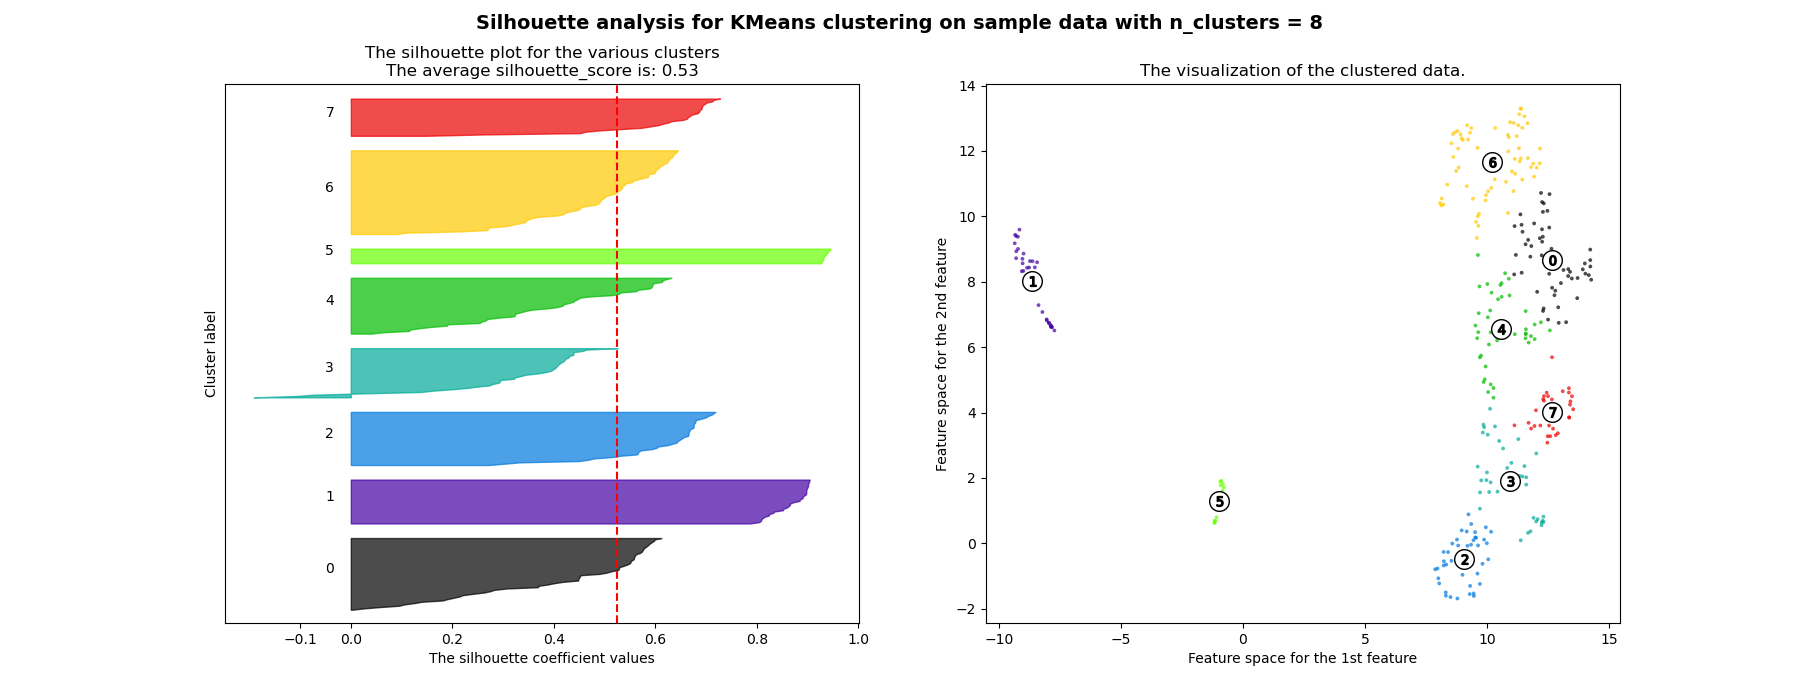 Silhouette analysis for KMeans clustering on sample data with n_clusters = 8
The silhouette plot for the various clusters
The average silhouette_score is: 0.53
7
6
5
4
3
2
1
0
Cluster label
−0.1 0.0 0.2 0.4 0.6 0.8 1.0
The silhouette coefficient values
The visualization of the clustered data.
14
12
10
8
6
4
2
0
−2
Feature space for the 2nd feature
6
0
1
4
7
3
5
2
−10 −5 0 5 10 15
Feature space for the 1st feature